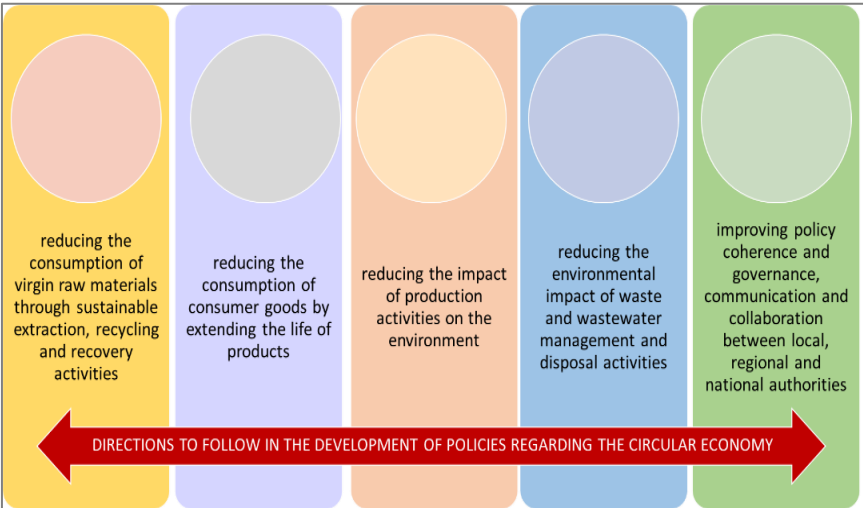 reducing the
consumption of
virgin raw materials
through sustainable
extraction, recycling
and recovery
activities
reducing the
consumption of
consumer goods by
extending the life of
products
reducing the impact
of production
activities on the
environment
reducing the
environmental
impact of waste
and wastewater
management and
disposal activities
improving policy
coherence and
governance,
communication and
collaboration
between local,
regional and
national authorities
DIRECTIONS TO FOLLOW IN THE DEVELOPMENT OF POLICIES REGARDING THE CIRCULAR ECONOMY